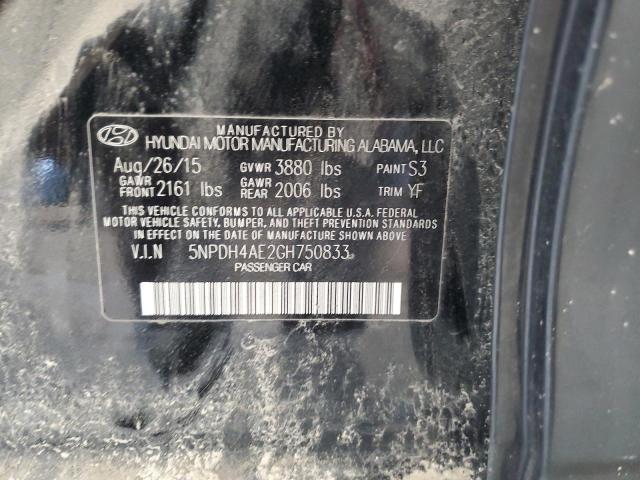 MANUFACTURED BY
HYUNDAI MOTOR MANUFACTURING ALABAMA, LLC
Aug/26/15 GVWR 3880 lbs PAINT S3
GAWR FRONT 2161 lbs GAWR REAR 2006 lbs TRIM YF
THIS VEHICLE CONFORMS TO ALL APPLICABLE U.S.A. FEDERAL
MOTOR VEHICLE SAFETY, BUMPER, AND THEFT PREVENTION
STANDARDS IN EFFECT ON THE DATE OF MANUFACTURE SHOWN ABOVE.
V.I.N 5NPDH4AE2GH750833
PASSENGER CAR